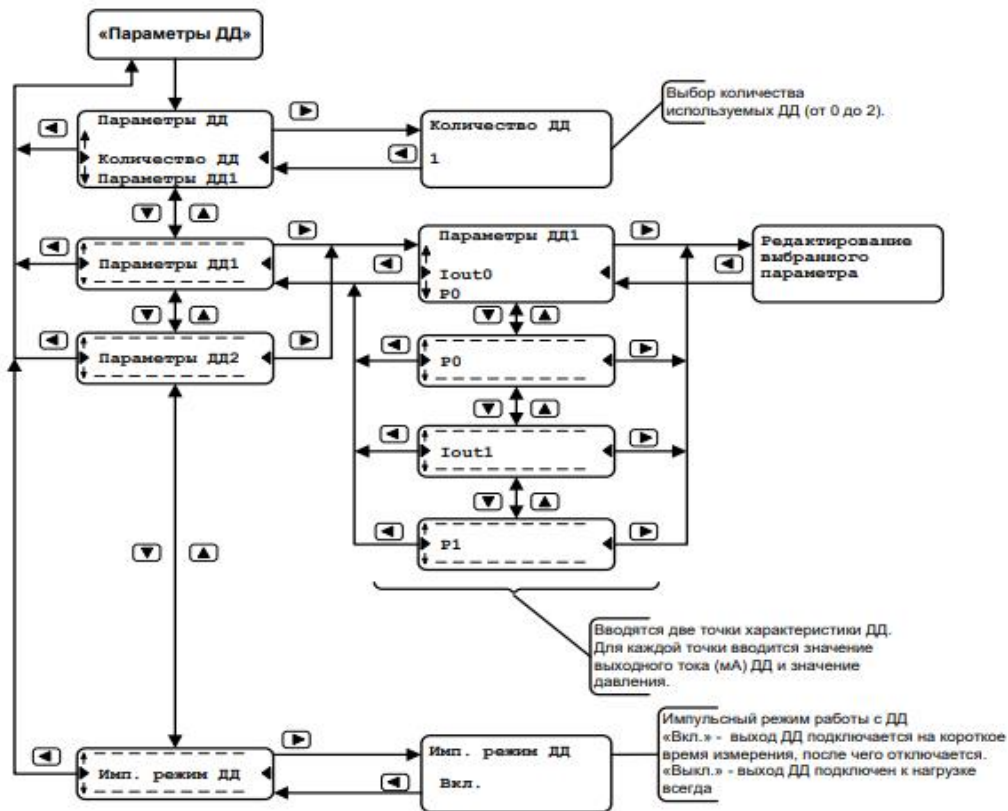 «Параметры ДД»
Параметры ДД
Количество ДД
Параметры ДД1
Количество ДД
1
Выбор количества
используемых ДД (от 0 до 2).
Параметры ДД1
Параметры ДД1
Iout0
P0
Редактирование
выбранного
параметра
Параметры ДД2
P0
Iout1
P1
Вводятся две точки характеристики ДД.
Для каждой точки вводится значение
выходного тока (мА) ДД и значение
давления.
Имп. режим ДД
Имп. режим ДД
Вкл.
Импульсный режим работы с ДД
«Вкл.» - выход ДД подключается на короткое
время измерения, после чего отключается.
«Выкл.» - выход ДД подключен к нагрузке
всегда